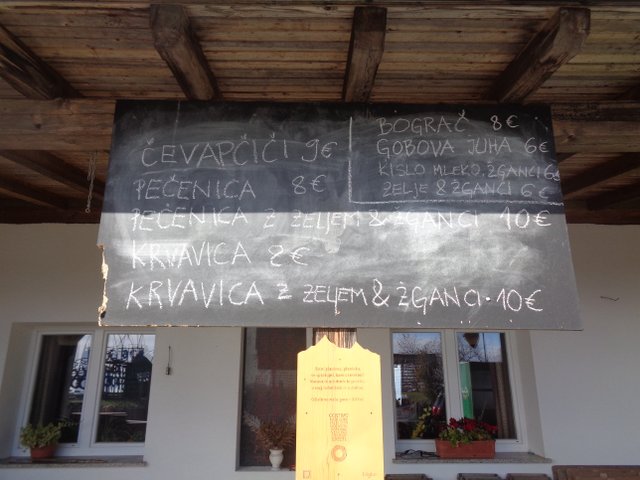 ČEVAPČIČI 9€
PEČENICA 8€
BOGRAČ 8€
GOBOVA JUHA 6€
KISLO MLEKO, ŽGANCI 6€
ZELJE & ŽGANCI 6€
PEČENICA Z ZELJEM & ŽGANCI 10€
KRVAVICA 8€
KRVAVICA Z ZELJEM & ŽGANCI • 10€